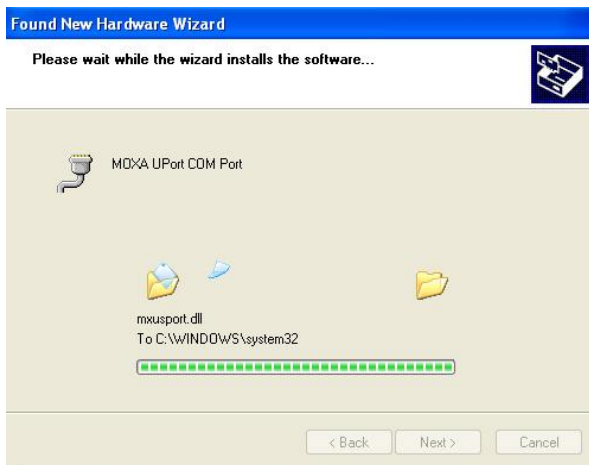 Found New Hardware Wizard
Please wait while the wizard installs the software...
MOXA UPort COM Port
mxusport.dll
To C:\WINDOWS\system32
< Back
Next >
Cancel